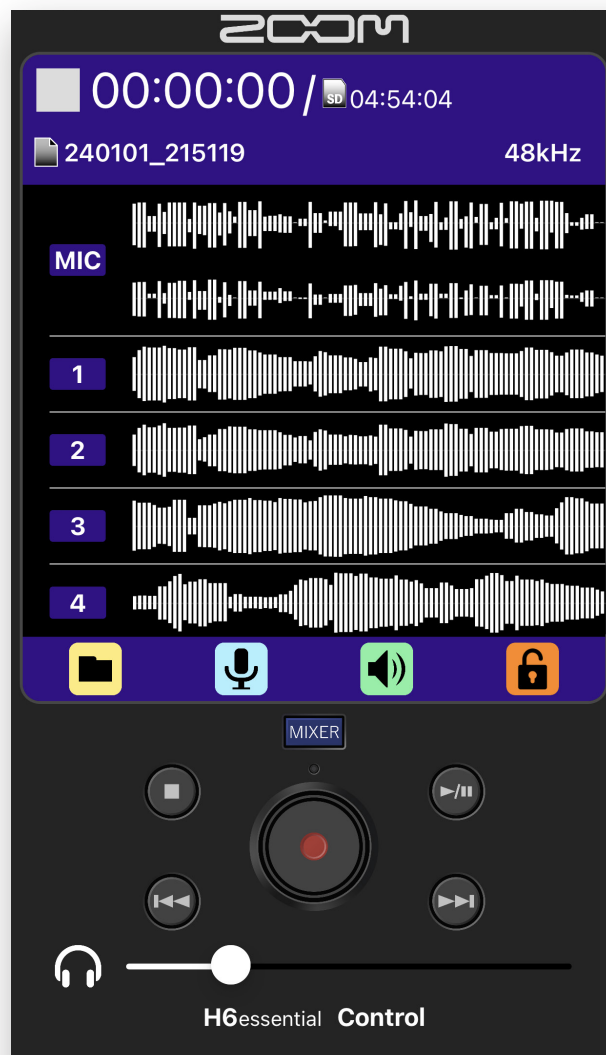 ZOOM
00:00:00/ SD 04:54:04
240101_215119 48kHz
MIC
1
2
3
4
MIXER
H6essential Control